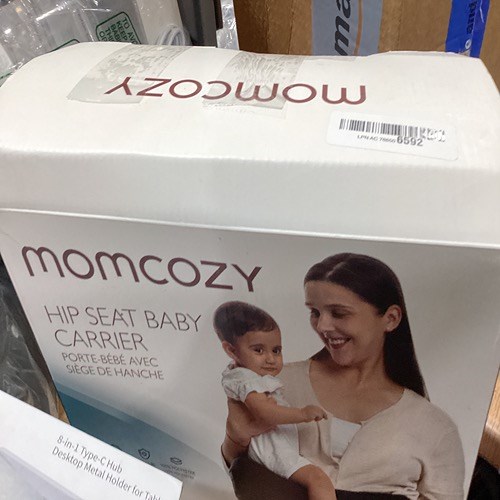 momcozy
6592
momcozy
HIP SEAT BABY
CARRIER
PORTE-BÉBÉ AVEC
SIÈGE DE HANCHE
8-in-1 Type-C Hub
Desktop Metal Holder for Tabl